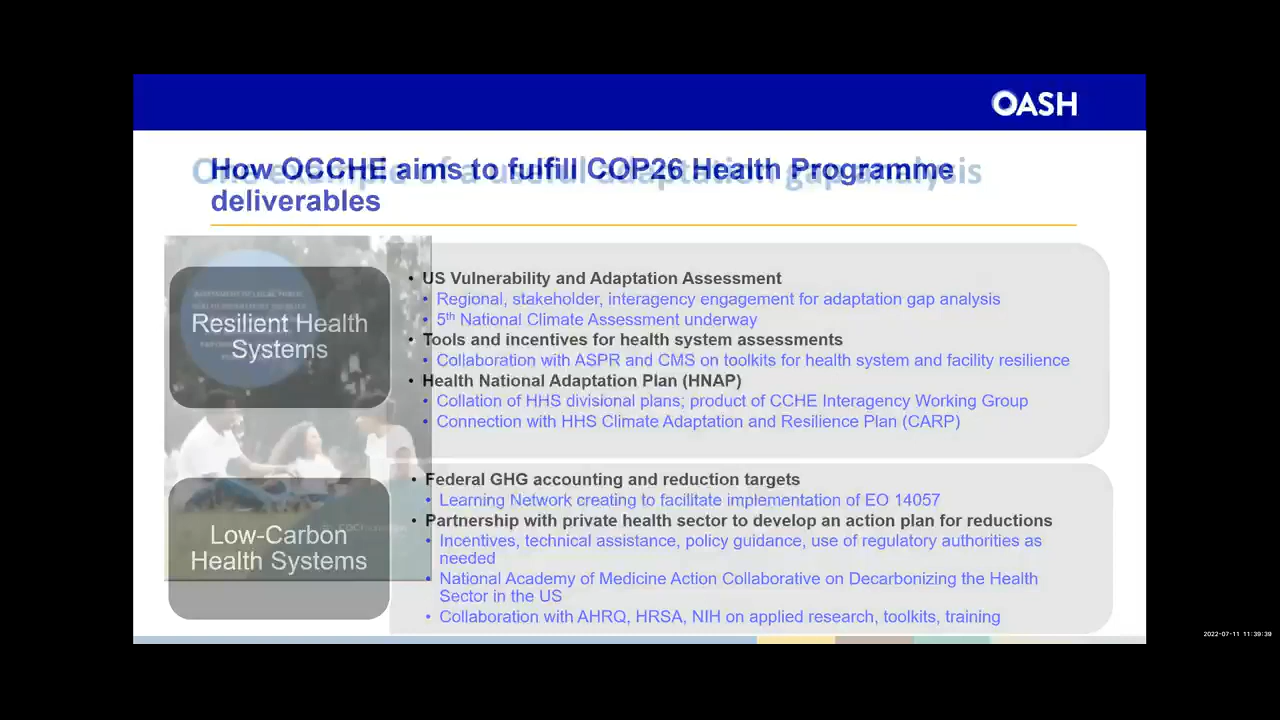 OASH
How OCCHE aims to fulfill COP26 Health Programme
deliverables
One example of a useful adaptation gap analysis
Resilient Health
Systems
• US Vulnerability and Adaptation Assessment
• Regional, stakeholder, interagency engagement for adaptation gap analysis
• 5th National Climate Assessment underway
• Tools and incentives for health system assessments
• Collaboration with ASPR and CMS on toolkits for health system and facility resilience
• Health National Adaptation Plan (HNAP)
• Collation of HHS divisional plans; product of CCHE Interagency Working Group
• Connection with HHS Climate Adaptation and Resilience Plan (CARP)
Low-Carbon
Health Systems
• Federal GHG accounting and reduction targets
• Learning Network creating to facilitate implementation of EO 14057
• Partnership with private health sector to develop an action plan for reductions
• Incentives, technical assistance, policy guidance, use of regulatory authorities as
needed
• National Academy of Medicine Action Collaborative on Decarbonizing the Health
Sector in the US
• Collaboration with AHRQ, HRSA, NIH on applied research, toolkits, training
2022-07-11 11:39:39